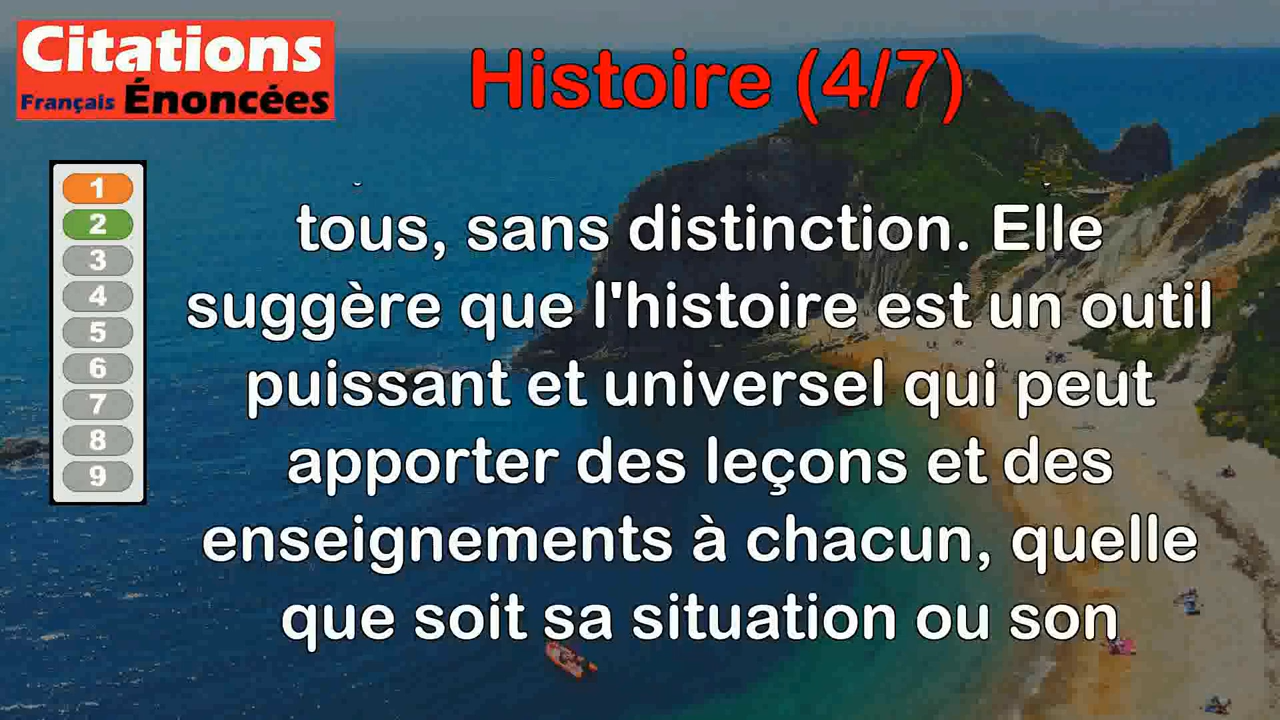 Citations
Français Énoncées
Histoire (4/7)
1
2
3
4
5
6
7
8
9
tous, sans distinction. Elle
suggère que l'histoire est un outil
puissant et universel qui peut
apporter des leçons et des
enseignements à chacun, quelle
que soit sa situation ou son